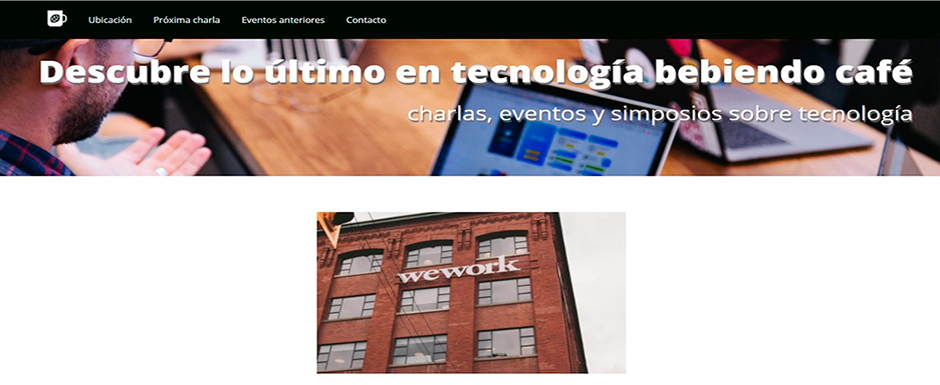 Ubicación Próxima charla Eventos anteriores Contacto
Descubre lo último en tecnología bebiendo café
charlas, eventos y simposios sobre tecnología
wework